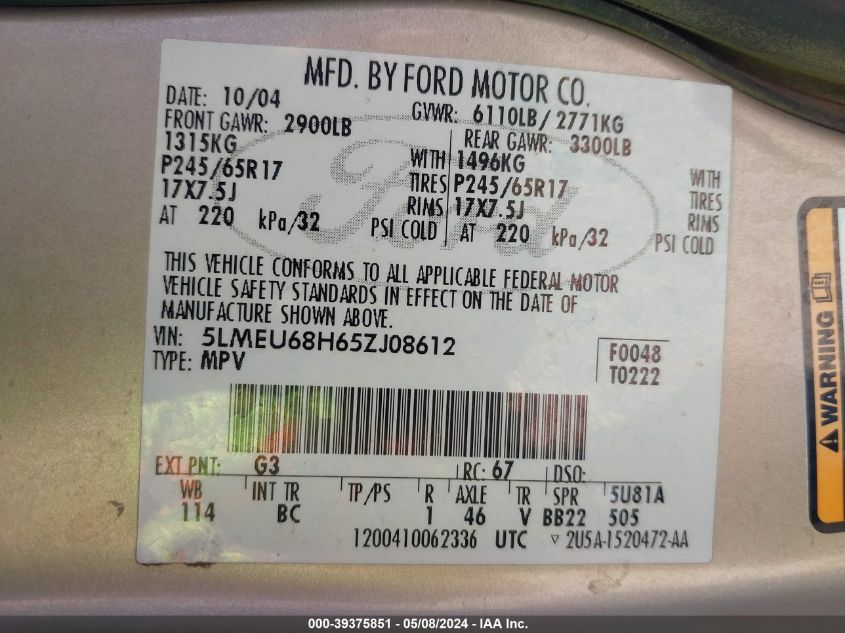 MFD. BY FORD MOTOR CO.
DATE: 10/04 GVWR: 6110LB / 2771KG
FRONT GAWR: 2900LB REAR GAWR: 3300LB
1315KG WITH 1496KG WITH
P245/65R17 TIRES P245/65R17 TIRES
17X7.5J RIMS 17X7.5J RIMS
AT 220 kPa/32 PSI COLD AT 220 kPa/32 PSI COLD
Ford
THIS VEHICLE CONFORMS TO ALL APPLICABLE FEDERAL MOTOR
VEHICLE SAFETY STANDARDS IN EFFECT ON THE DATE OF
MANUFACTURE SHOWN ABOVE.
VIN: 5LMEU68H65ZJ08612 F0048
TYPE: MPV T0222
EXT PNT: G3 RC: 67 DSO:
WB INT TR TP/PS R AXLE TR SPR 5U81A
114 BC 1 46 V BB22 505
1200410062336 UTC ▽ 2U5A-1520472-AA
WARNING
000-39375851 - 05/08/2024 - IAA Inc.